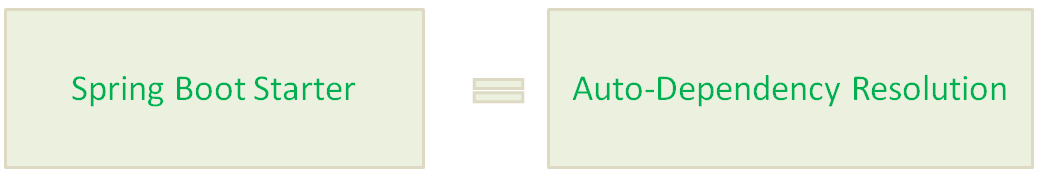 Spring Boot Starter
Auto-Dependency Resolution